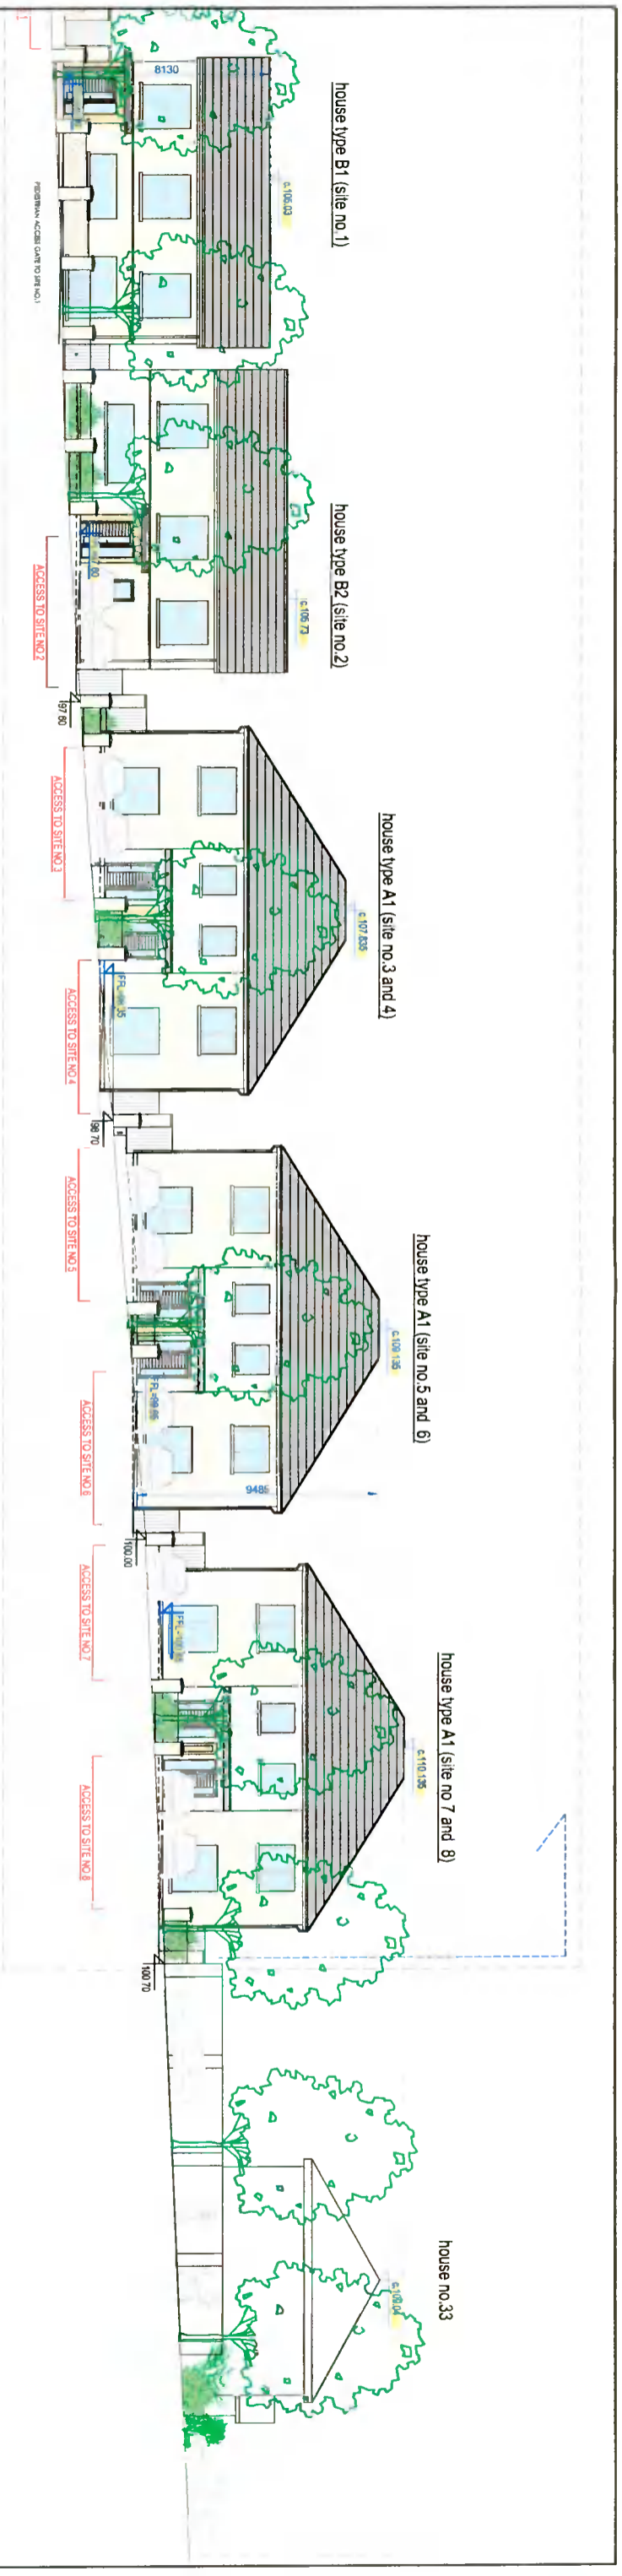 house type B1 (site no.1)
house type B2 (site no.2)
house type A1 (site no.3 and 4)
house type A1 (site no.5 and 6)
house type A1 (site no 7 and 8)
house no.33
c.107.835
c.109.135
c.110.135
8130
9485
97.60
98.70
100.00
100.70
PEDESTRIAN ACCESS GATE TO SITE NO.1
ACCESS TO SITE NO.2
ACCESS TO SITE NO.3
ACCESS TO SITE NO.4
ACCESS TO SITE NO.5
ACCESS TO SITE NO.6
ACCESS TO SITE NO.7
ACCESS TO SITE NO.8